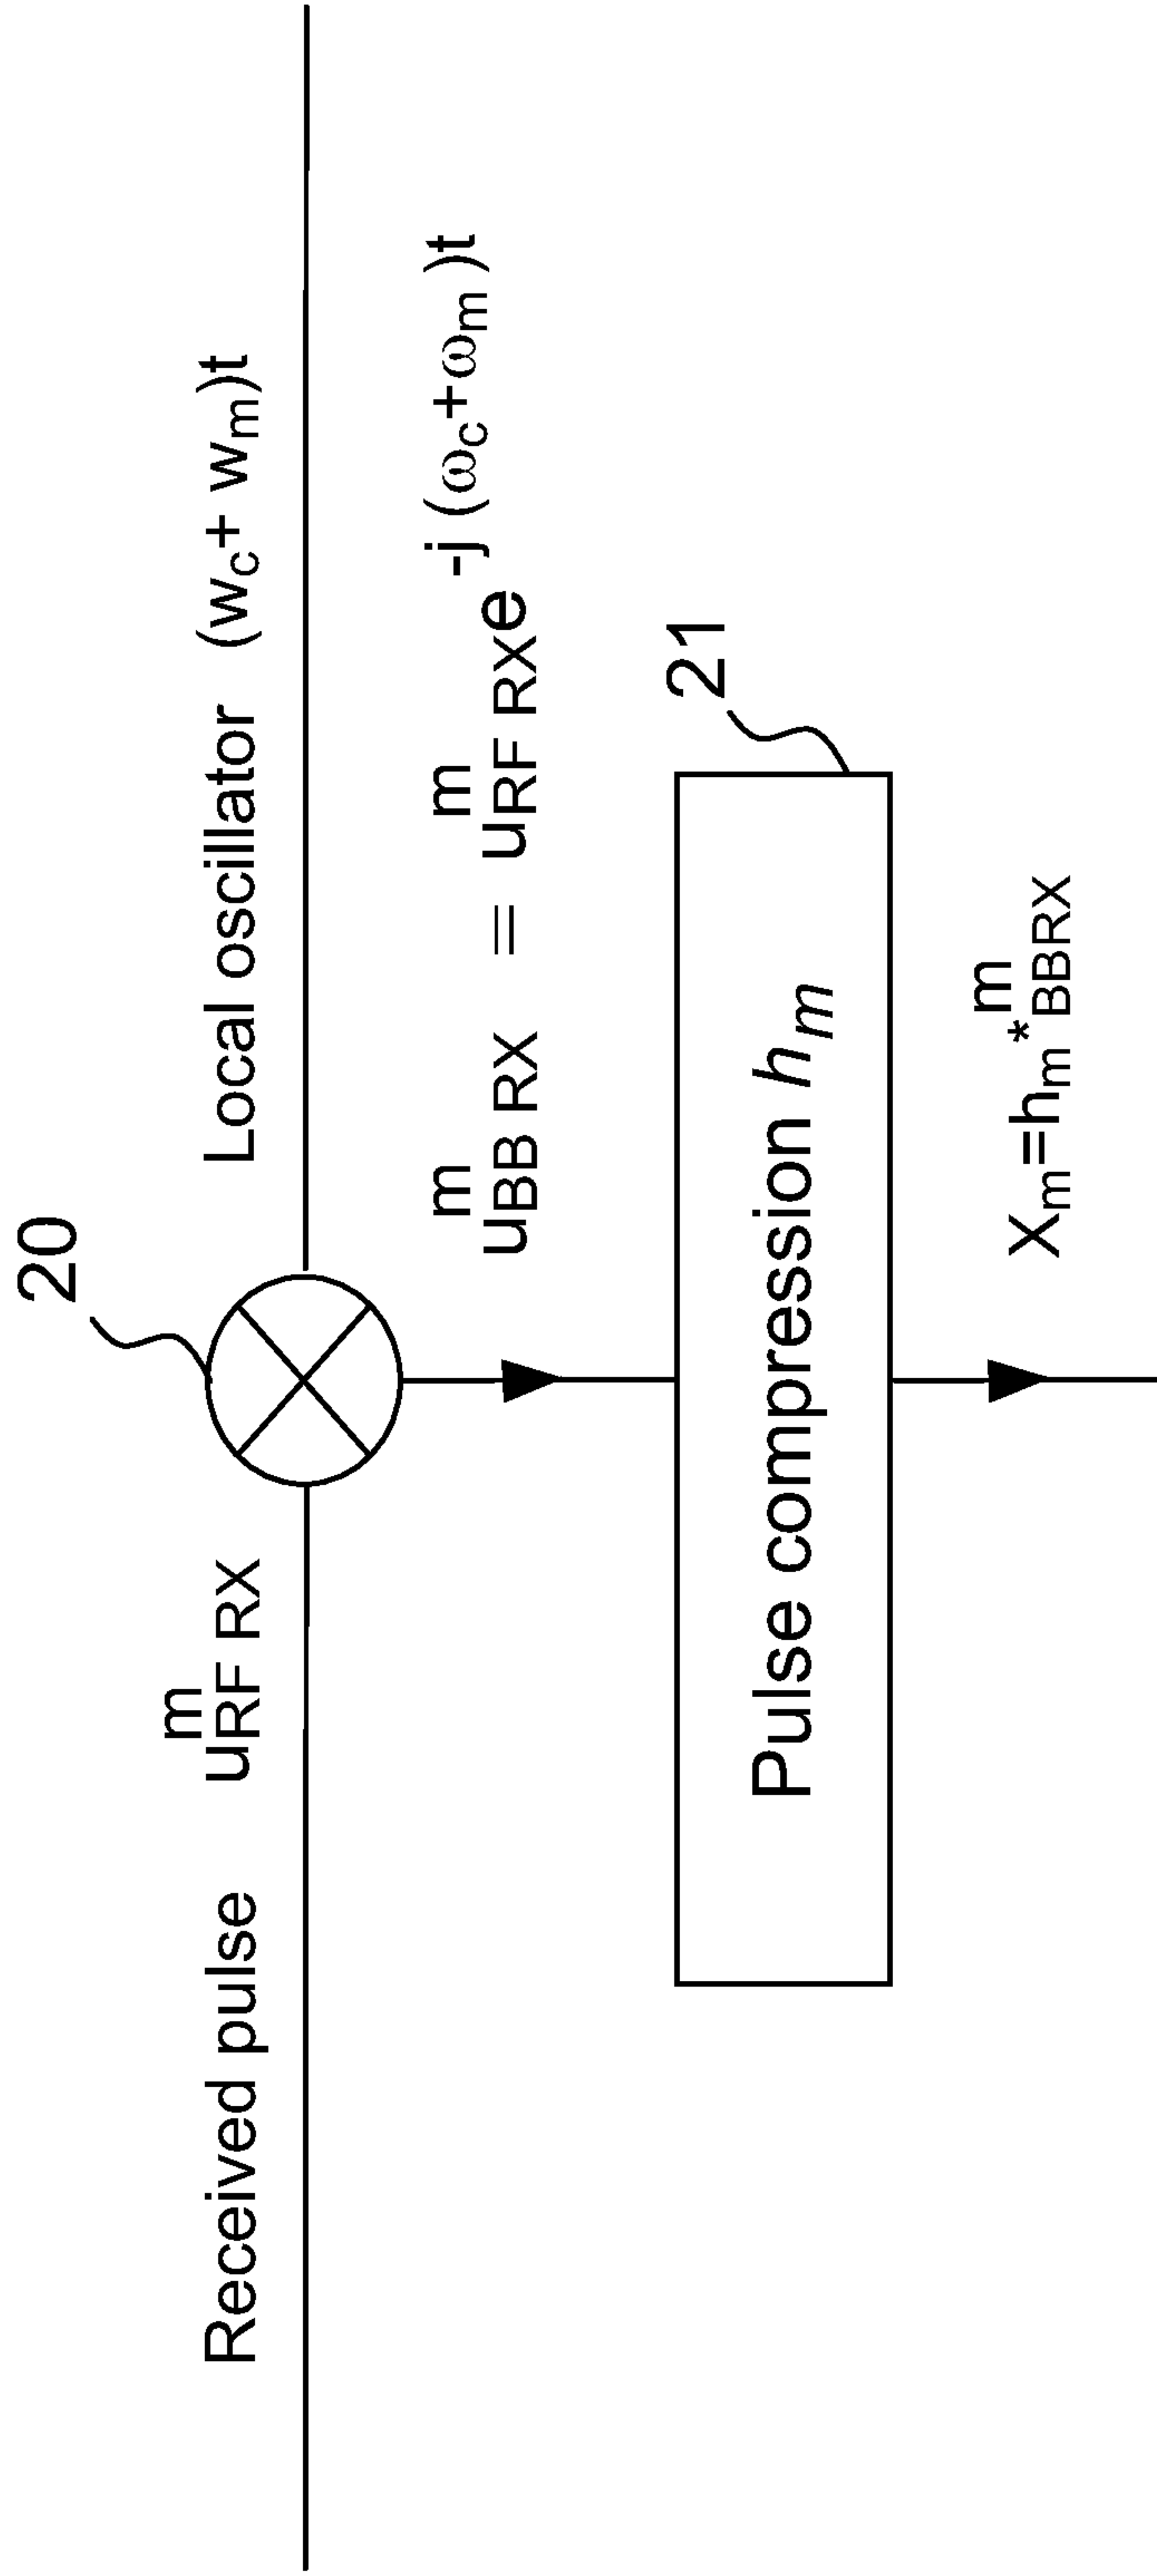 20
Received pulse u^m_RF RX
Local oscillator (w_c + w_m)t
u^m_BB RX ≡ u^m_RF RX e^-j (ω_c+ω_m)t
21
Pulse compression h_m
X_m=h_m*^m_BBRX